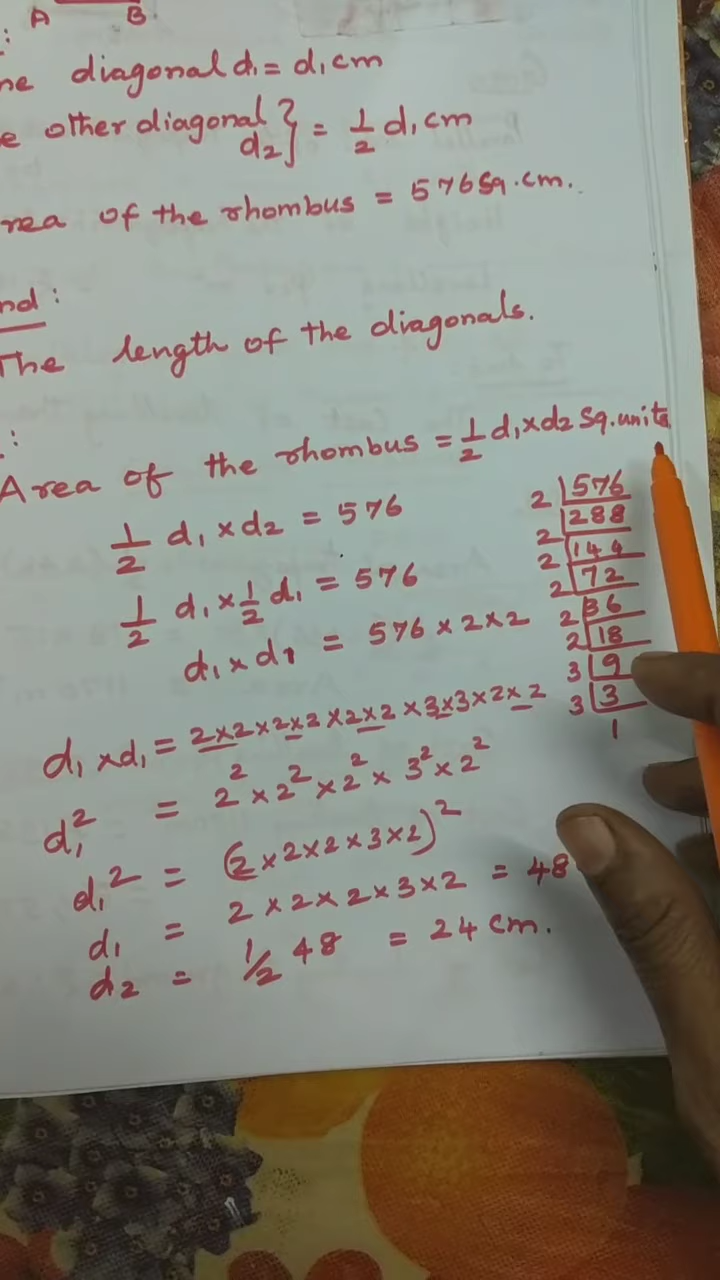 A B
:
ne diagonal d₁ = d₁ cm
e other diagonal d₂ } = 1/2 d₁ cm
rea of the rhombus = 576 sq.cm.
nd :
The length of the diagonals.
:
Area of the rhombus = 1/2 d₁ × d₂ sq.units
1/2 d₁ × d₂ = 576
1/2 d₁ × 1/2 d₁ = 576
d₁ × d₁ = 576 × 2 × 2
2 | 576
2 | 288
2 | 144
2 | 72
2 | 36
2 | 18
3 | 9
3 | 3
1
d₁ × d₁ = 2×2×2×2×2×2×3×3×2×2
d₁² = 2² × 2² × 2² × 3² × 2²
d₁² = (2×2×2×3×2)²
d₁ = 2×2×2×3×2 = 48
d₂ = 1/2 48 = 24 cm.